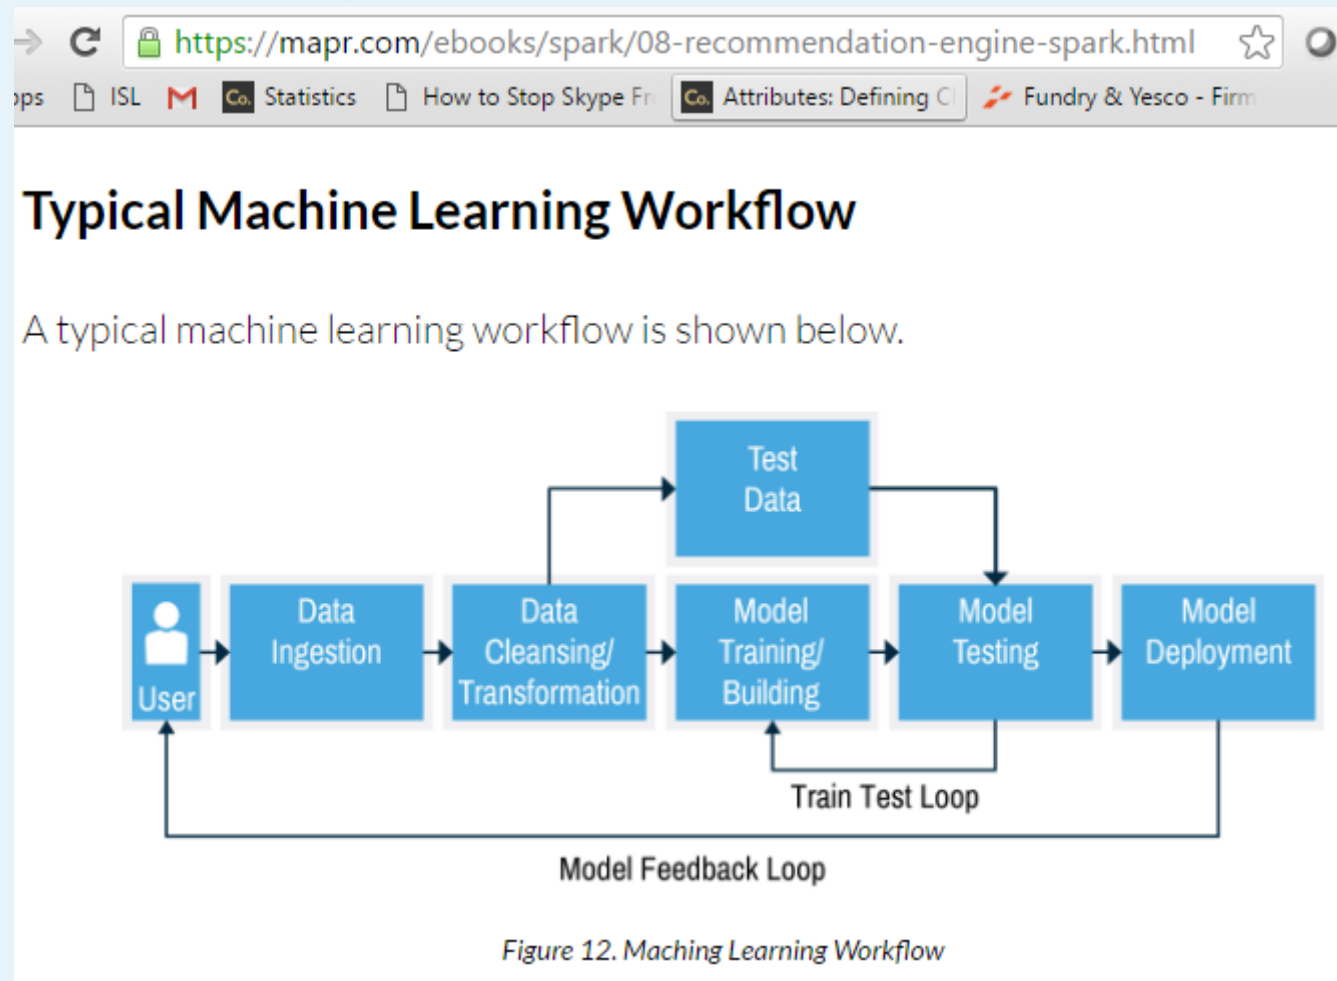 https://mapr.com/ebooks/spark/08-recommendation-engine-spark.html
ISL
Co. Statistics
How to Stop Skype
Co. Attributes: Defining
Fundry & Yesco - Firm
Typical Machine Learning Workflow
A typical machine learning workflow is shown below.
Test
Data
User
Data
Ingestion
Data
Cleansing/
Transformation
Model
Training/
Building
Model
Testing
Model
Deployment
Train Test Loop
Model Feedback Loop
Figure 12. Maching Learning Workflow